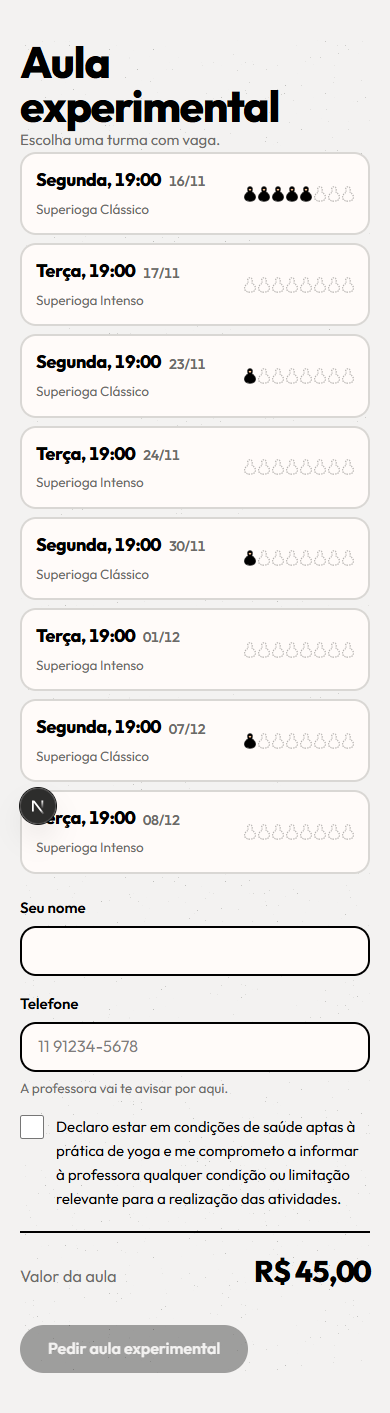 Aula
experimental
Escolha uma turma com vaga.
Segunda, 19:00 16/11
Superioga Clássico
Terça, 19:00 17/11
Superioga Intenso
Segunda, 19:00 23/11
Superioga Clássico
Terça, 19:00 24/11
Superioga Intenso
Segunda, 19:00 30/11
Superioga Clássico
Terça, 19:00 01/12
Superioga Intenso
Segunda, 19:00 07/12
Superioga Clássico
N
erça, 19:00 08/12
Superioga Intenso
Seu nome
Telefone
11 91234-5678
A professora vai te avisar por aqui.
Declaro estar em condições de saúde aptas à
prática de yoga e me comprometo a informar
à professora qualquer condição ou limitação
relevante para a realização das atividades.
Valor da aula R$ 45,00
Pedir aula experimental